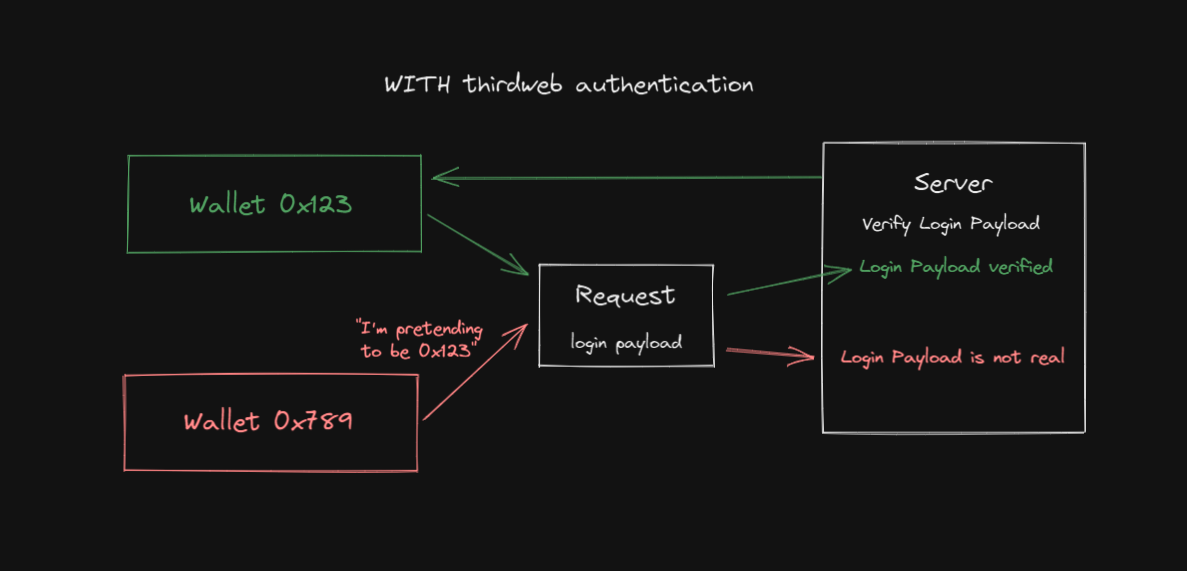 WITH thirdweb authentication
Wallet 0x123
Server
Verify Login Payload
Login Payload verified
Request
login payload
"I'm pretending
to be 0x123"
Login Payload is not real
Wallet 0x789